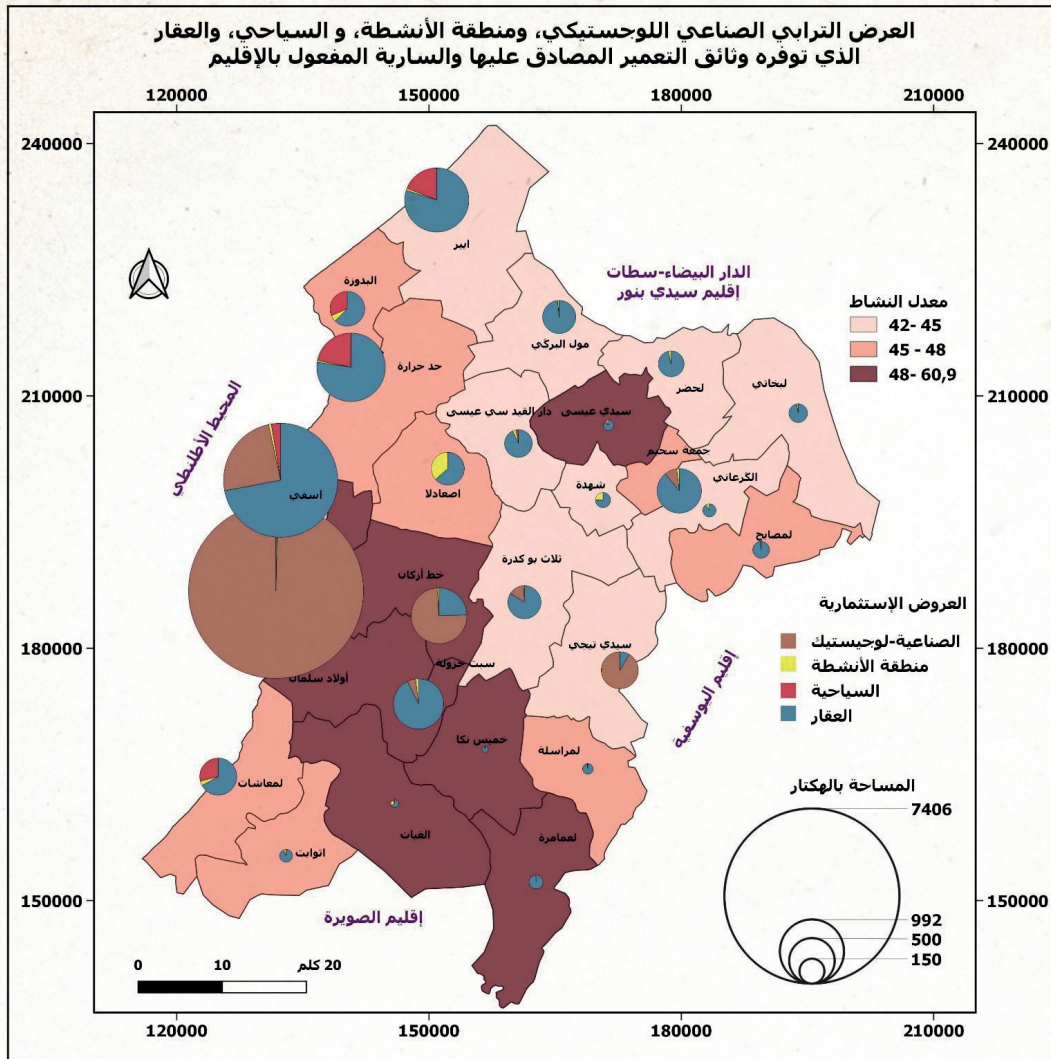 العرض الترابي الصناعي اللوجستيكي، ومنطقة الأنشطة، و السياحي، والعقار
الذي توفره وثائق التعمير المصادق عليها والسارية المفعول بالإقليم
120000
150000
180000
210000
240000
240000
ايير
الدار البيضاء-سطات
إقليم سيدي بنور
البدوزة
معدل النشاط
42- 45
45 - 48
48- 60,9
مول البركي
حد حرارة
لحضر
لبخاتي
المحيط الأطلنطي
210000
210000
دار القيد سي عيسى
سيدي عيسى
جمعة سحيم
الكرعاني
شهدة
اصعادلا
اسفي
لمصابح
ثلاث بو كدرة
خط أزكان
العروض الإستثمارية
الصناعية-لوجيستيك
منطقة الأنشطة
السياحية
العقار
180000
180000
سيدي تيجي
سبت جزولة
أولاد سلمان
إقليم اليوسفية
خميس نكا
لمراسلة
لمعاشات
المساحة بالهكتار
7406
992
500
150
الغيات
لعمامرة
اتوابت
150000
150000
إقليم الصويرة
0
10
20 كلم
120000
150000
180000
210000